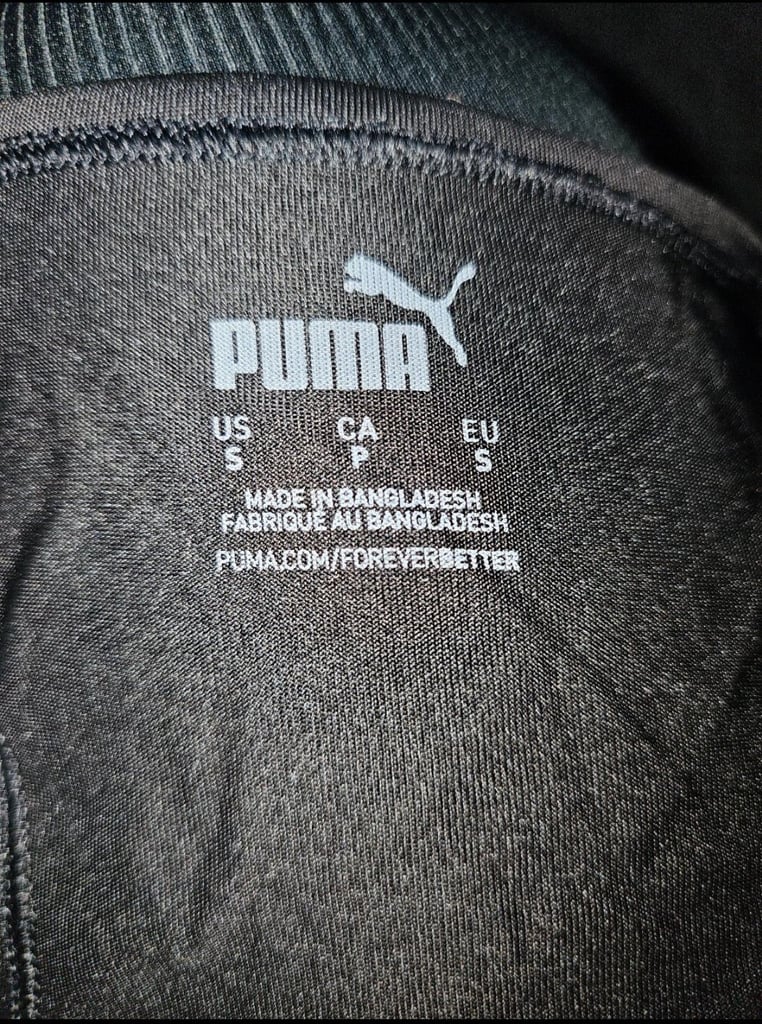 PUMA
US CA EU
S P S
MADE IN BANGLADESH
FABRIQUÉ AU BANGLADESH
PUMA.COM/FOREVERBETTER